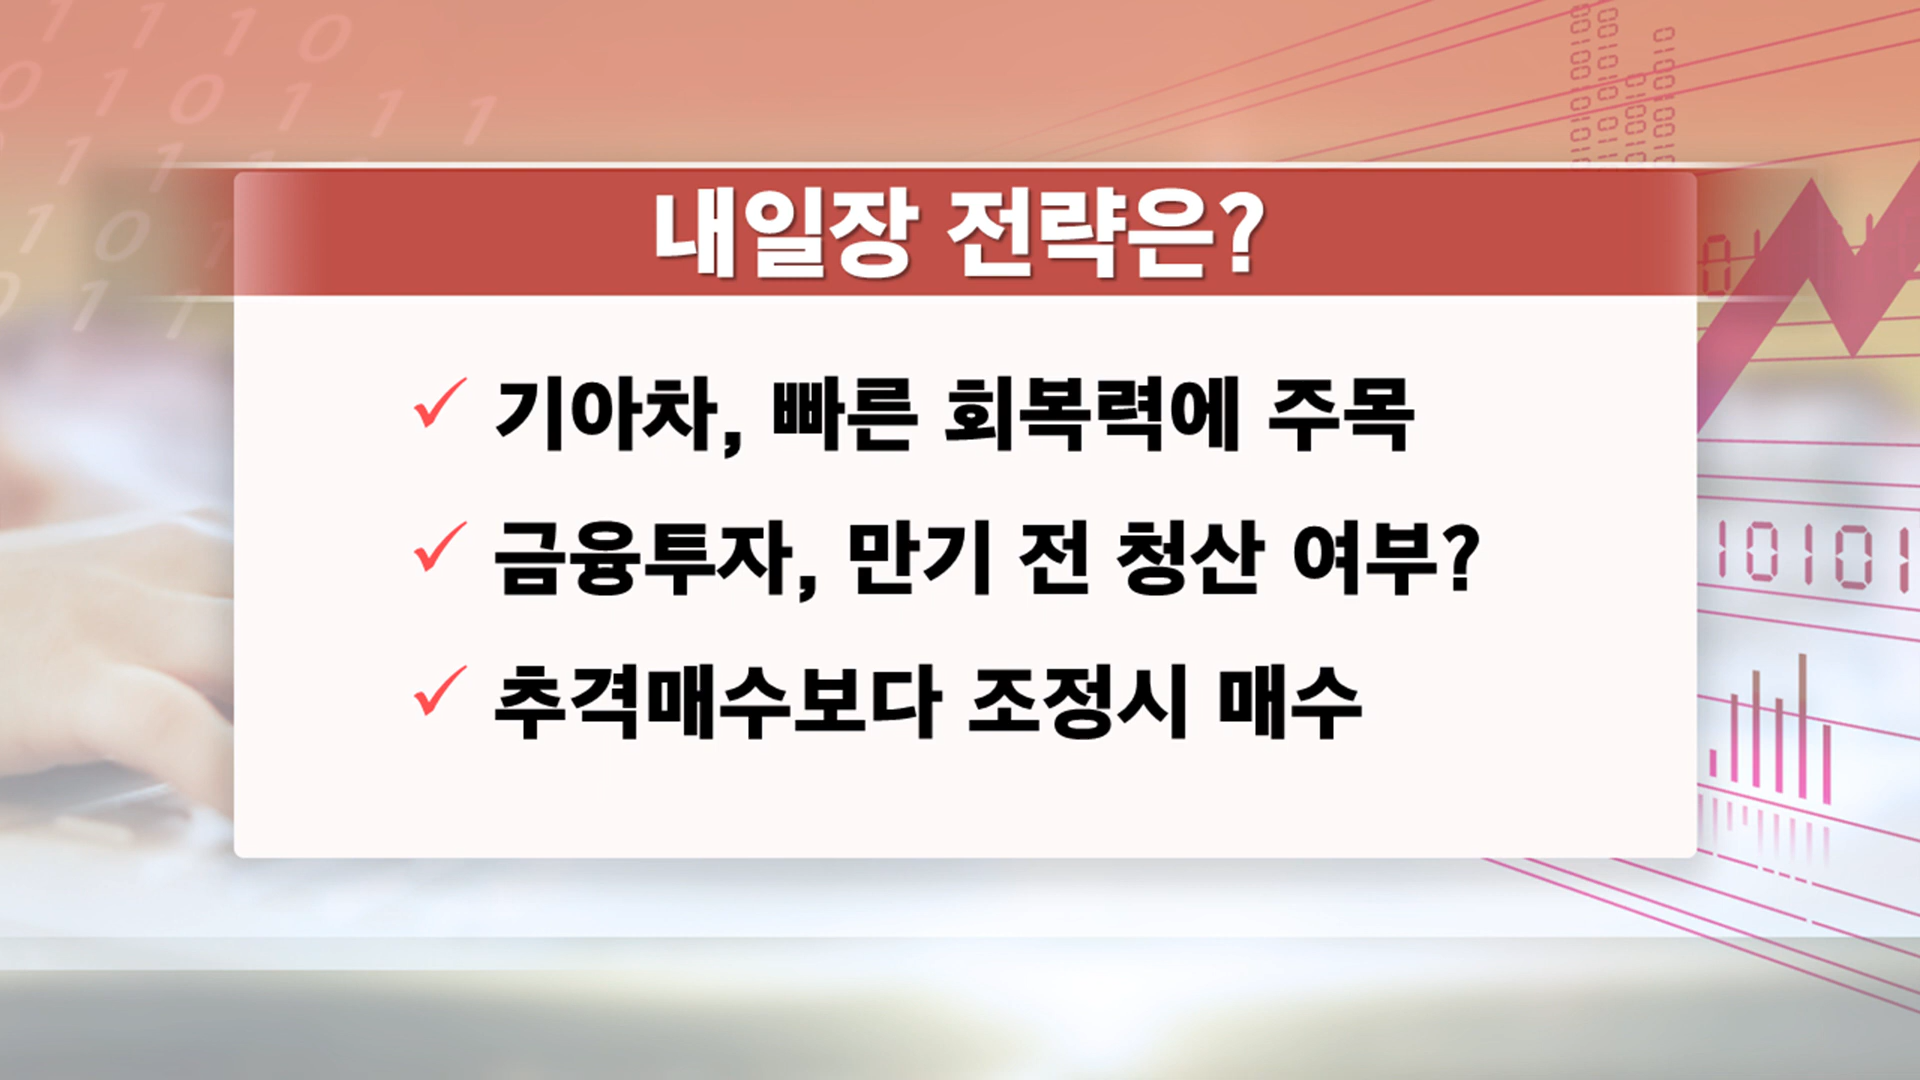 내일장 전략은?
기아차, 빠른 회복력에 주목
금융투자, 만기 전 청산 여부?
추격매수보다 조정시 매수
10101